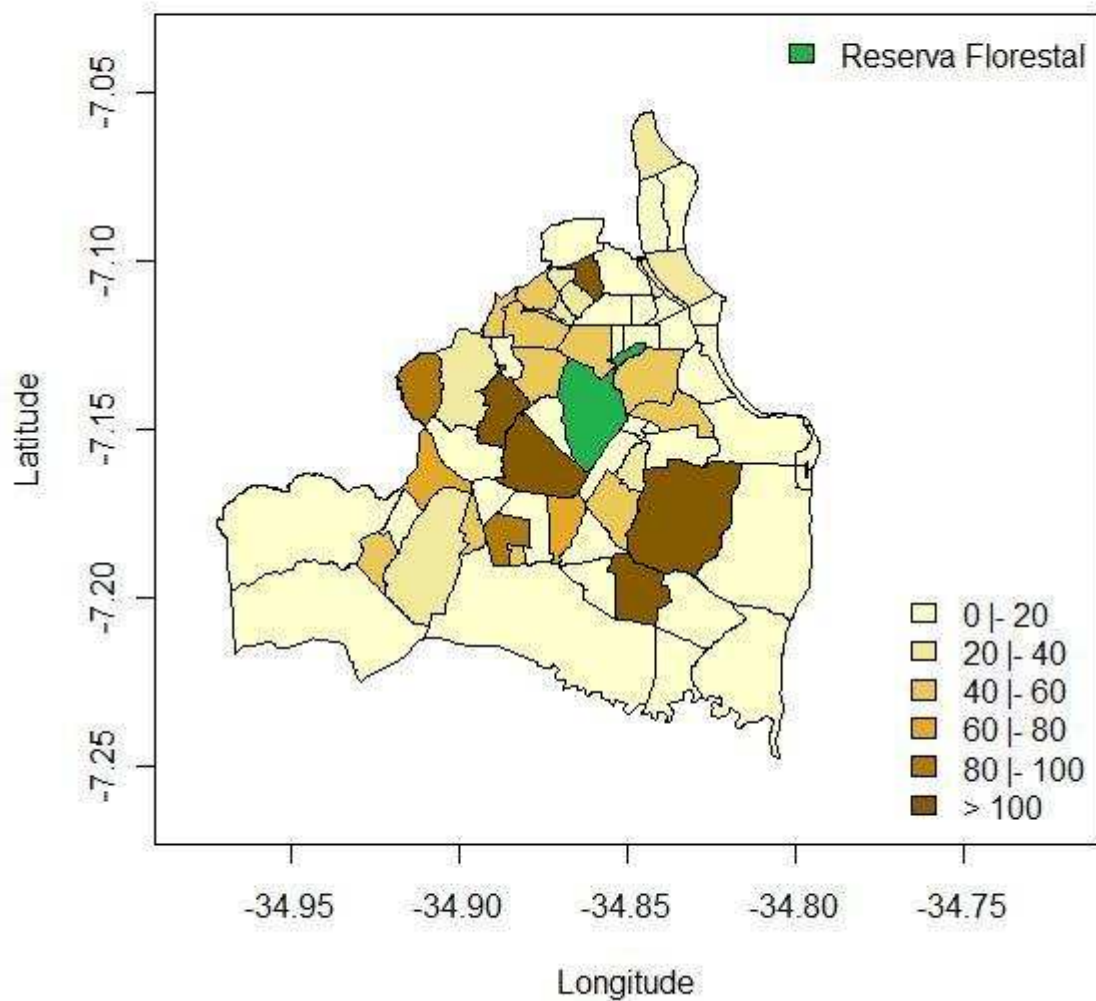 Reserva Florestal
Latitude
-7.05
-7.10
-7.15
-7.20
-7.25
0 |- 20
20 |- 40
40 |- 60
60 |- 80
80 |- 100
> 100
-34.95
-34.90
-34.85
-34.80
-34.75
Longitude